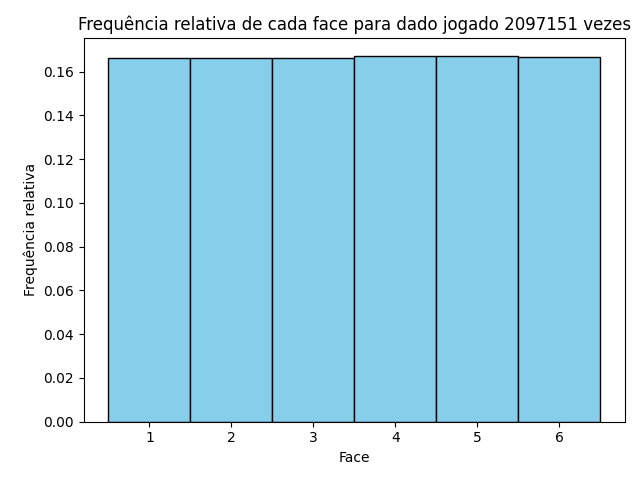 Frequência relativa de cada face para dado jogado 2097151 vezes
0.16
0.14
0.12
0.10
0.08
0.06
0.04
0.02
0.00
Frequência relativa
1 2 3 4 5 6
Face